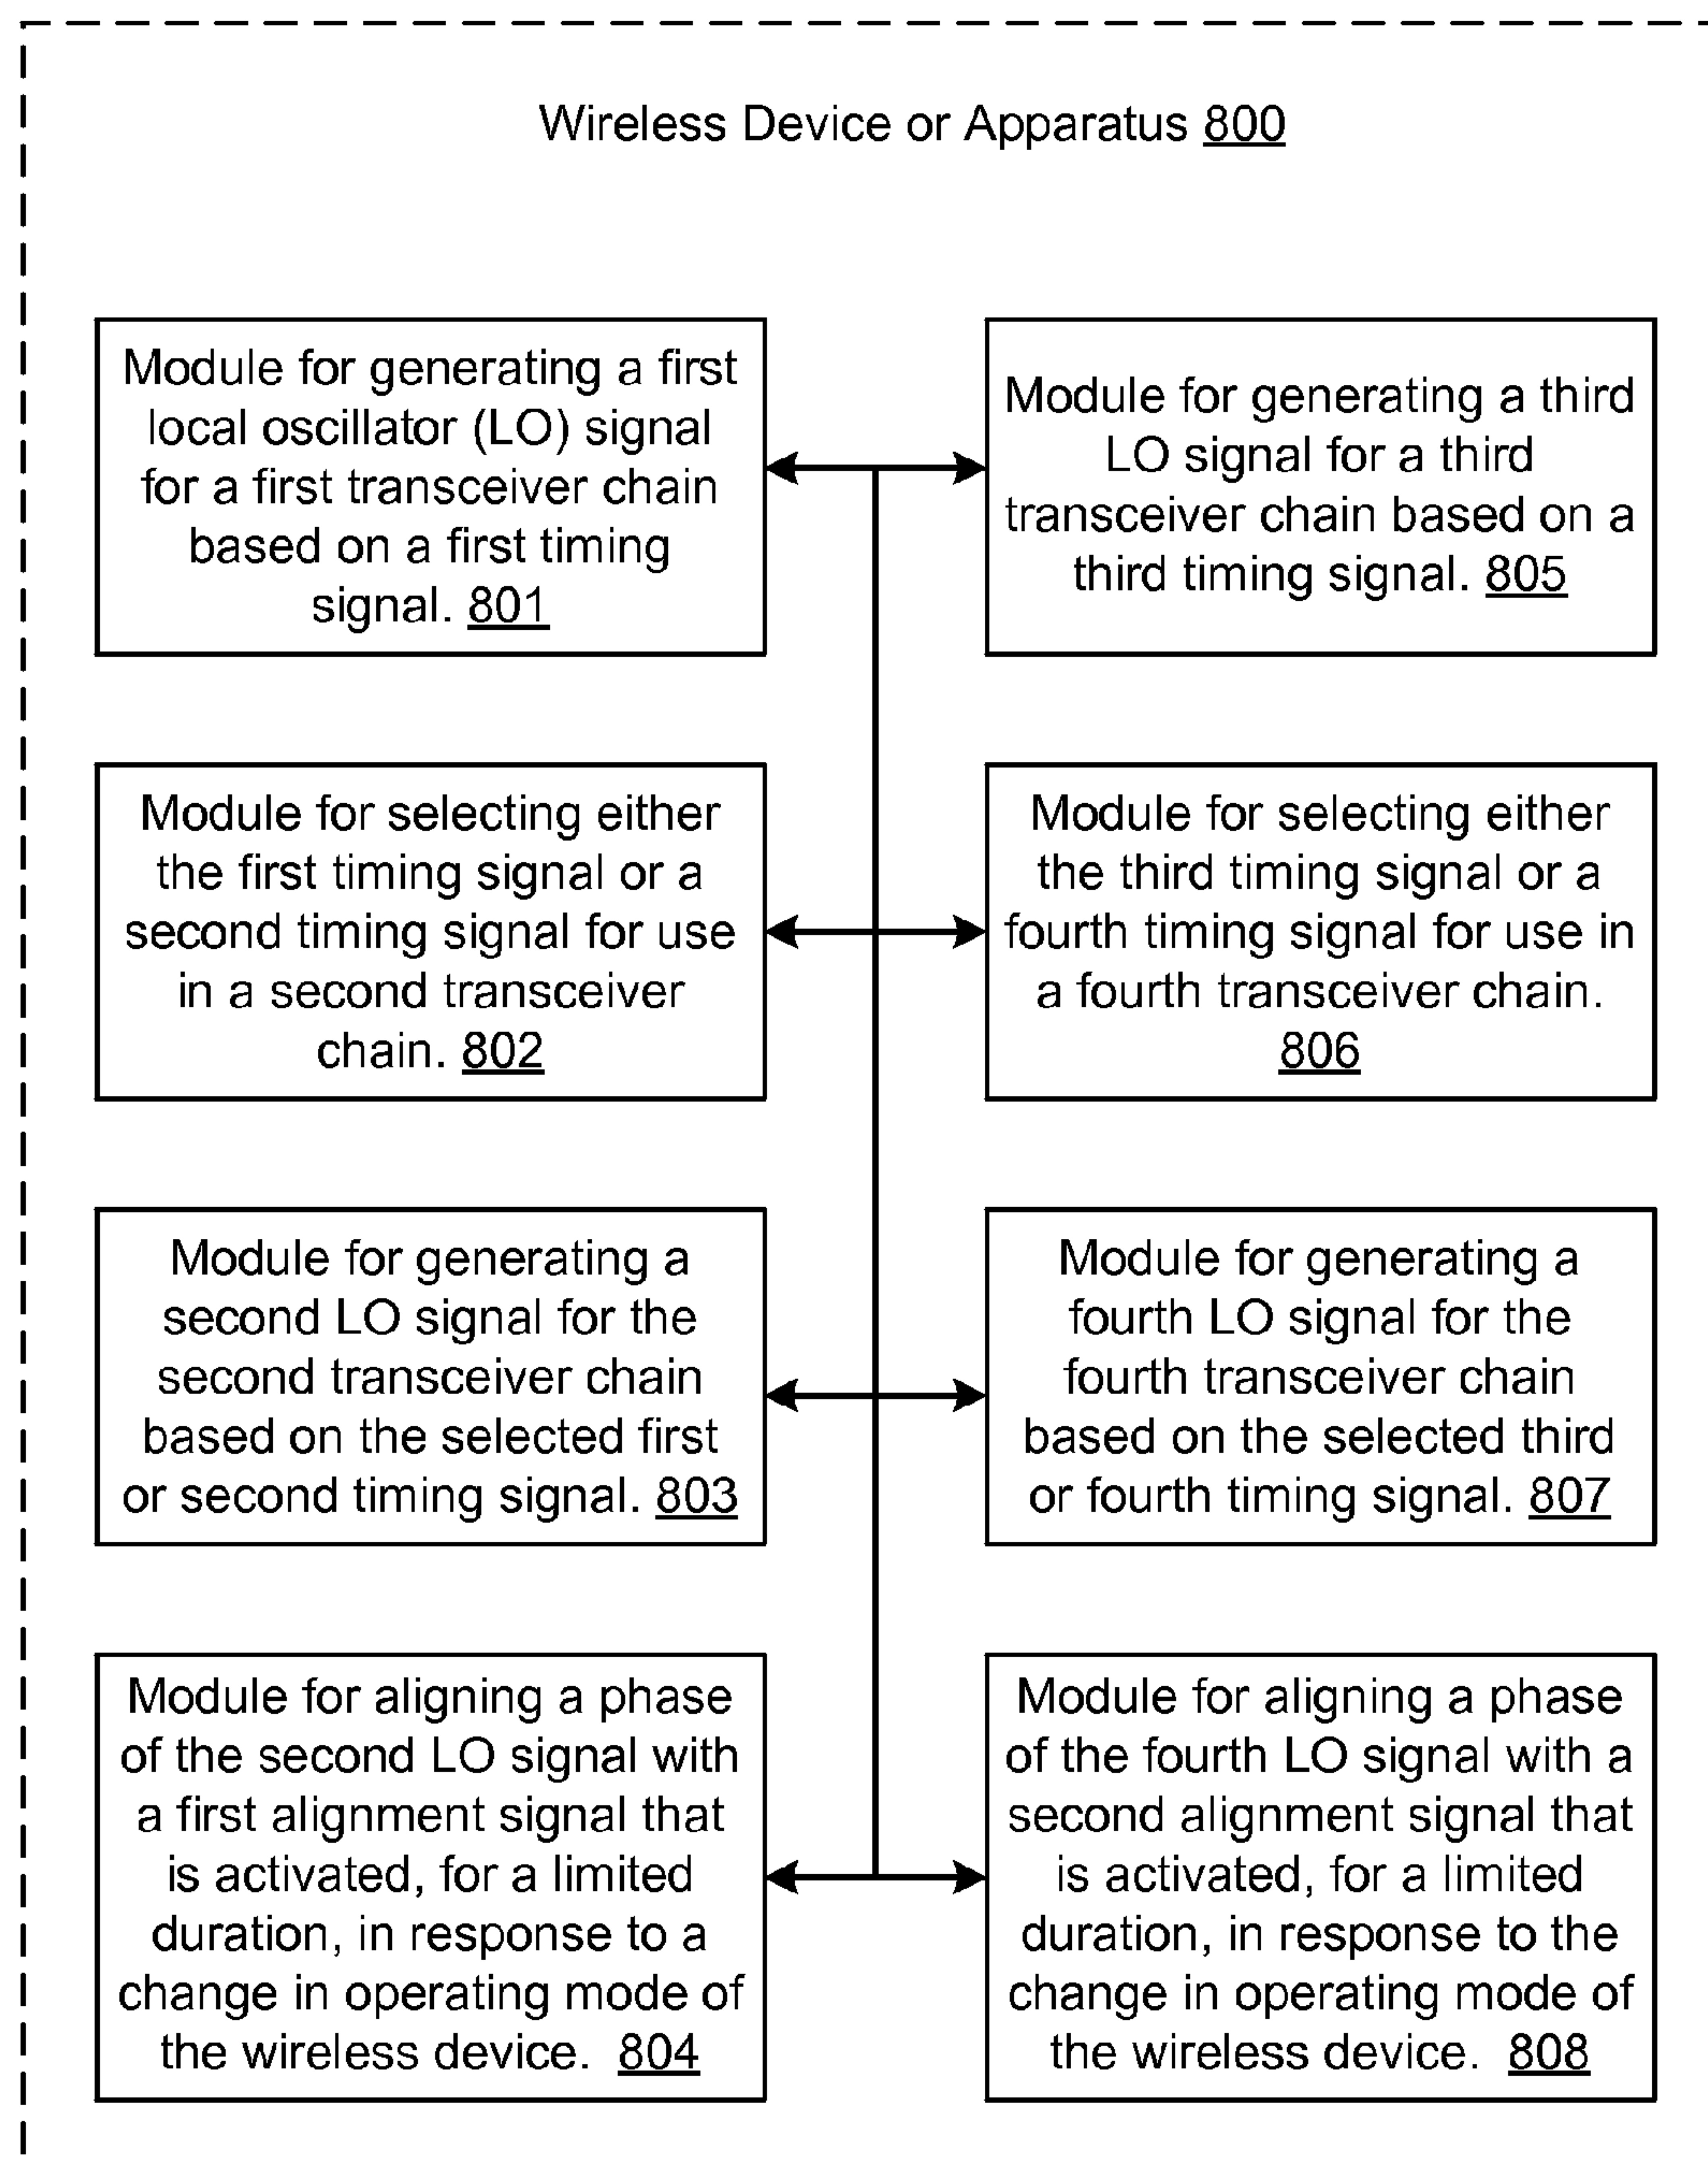 Wireless Device or Apparatus 800
Module for generating a first
local oscillator (LO) signal
for a first transceiver chain
based on a first timing
signal. 801
Module for selecting either
the first timing signal or a
second timing signal for use
in a second transceiver
chain. 802
Module for generating a
second LO signal for the
second transceiver chain
based on the selected first
or second timing signal. 803
Module for aligning a phase
of the second LO signal with
a first alignment signal that
is activated, for a limited
duration, in response to a
change in operating mode of
the wireless device. 804
Module for generating a third
LO signal for a third
transceiver chain based on a
third timing signal. 805
Module for selecting either
the third timing signal or a
fourth timing signal for use in
a fourth transceiver chain.
806
Module for generating a
fourth LO signal for the
fourth transceiver chain
based on the selected third
or fourth timing signal. 807
Module for aligning a phase
of the fourth LO signal with a
second alignment signal that
is activated, for a limited
duration, in response to the
change in operating mode of
the wireless device. 808